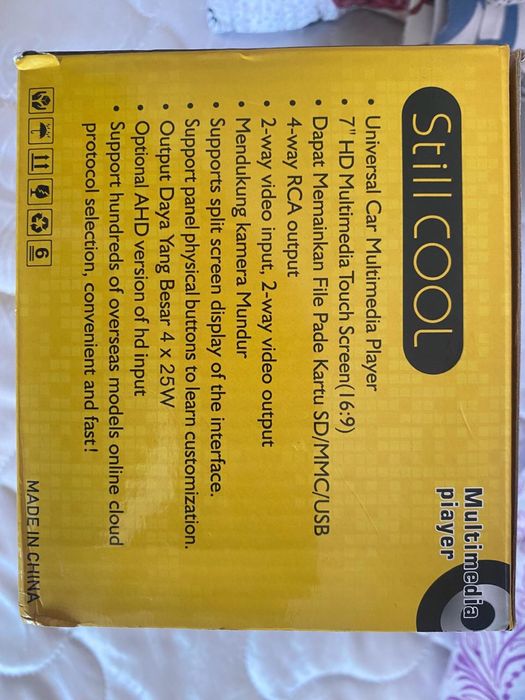 Still COOL
Multimedia
piayer
• Universal Car Multimedia Player
• 7" HD Multimedia Touch Screen(16:9)
• Dapat Memainkan File Pade Kartu SD/MMC/USB
• 4-way RCA output
• 2-way video input, 2-way video output
• Mendukung kamera Mundur
• Supports split screen display of the interface.
• Support panel physical buttons to learn customization.
• Output Daya Yang Besar 4 x 25W
• Optional AHD version of hd input
• Support hundreds of overseas models online cloud
protocol selection, convenient and fast!
6
MADE IN CHINA